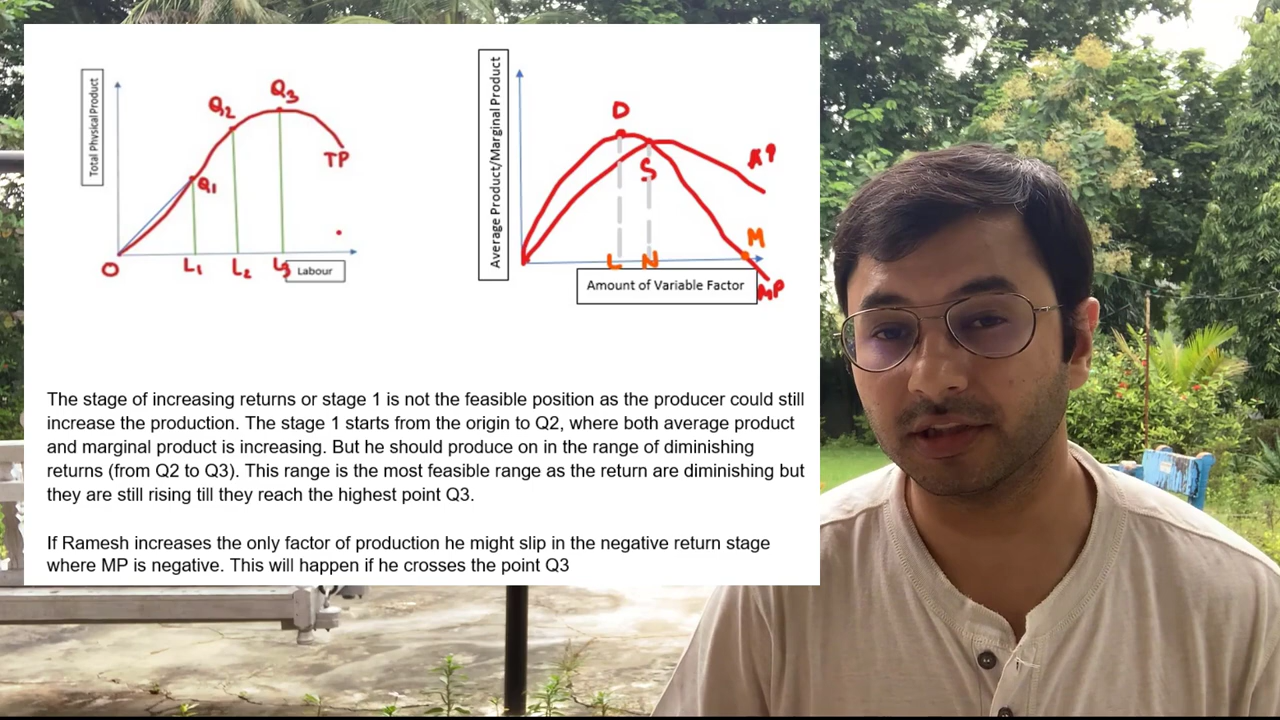 Total Physical Product
Q3
Q2
Q1
TP
O
L1
L2
L3
Labour
Average Product/Marginal Product
D
S
AP
M
L
N
MP
Amount of Variable Factor
The stage of increasing returns or stage 1 is not the feasible position as the producer could still
increase the production. The stage 1 starts from the origin to Q2, where both average product
and marginal product is increasing. But he should produce on in the range of diminishing
returns (from Q2 to Q3). This range is the most feasible range as the return are diminishing but
they are still rising till they reach the highest point Q3.
If Ramesh increases the only factor of production he might slip in the negative return stage
where MP is negative. This will happen if he crosses the point Q3